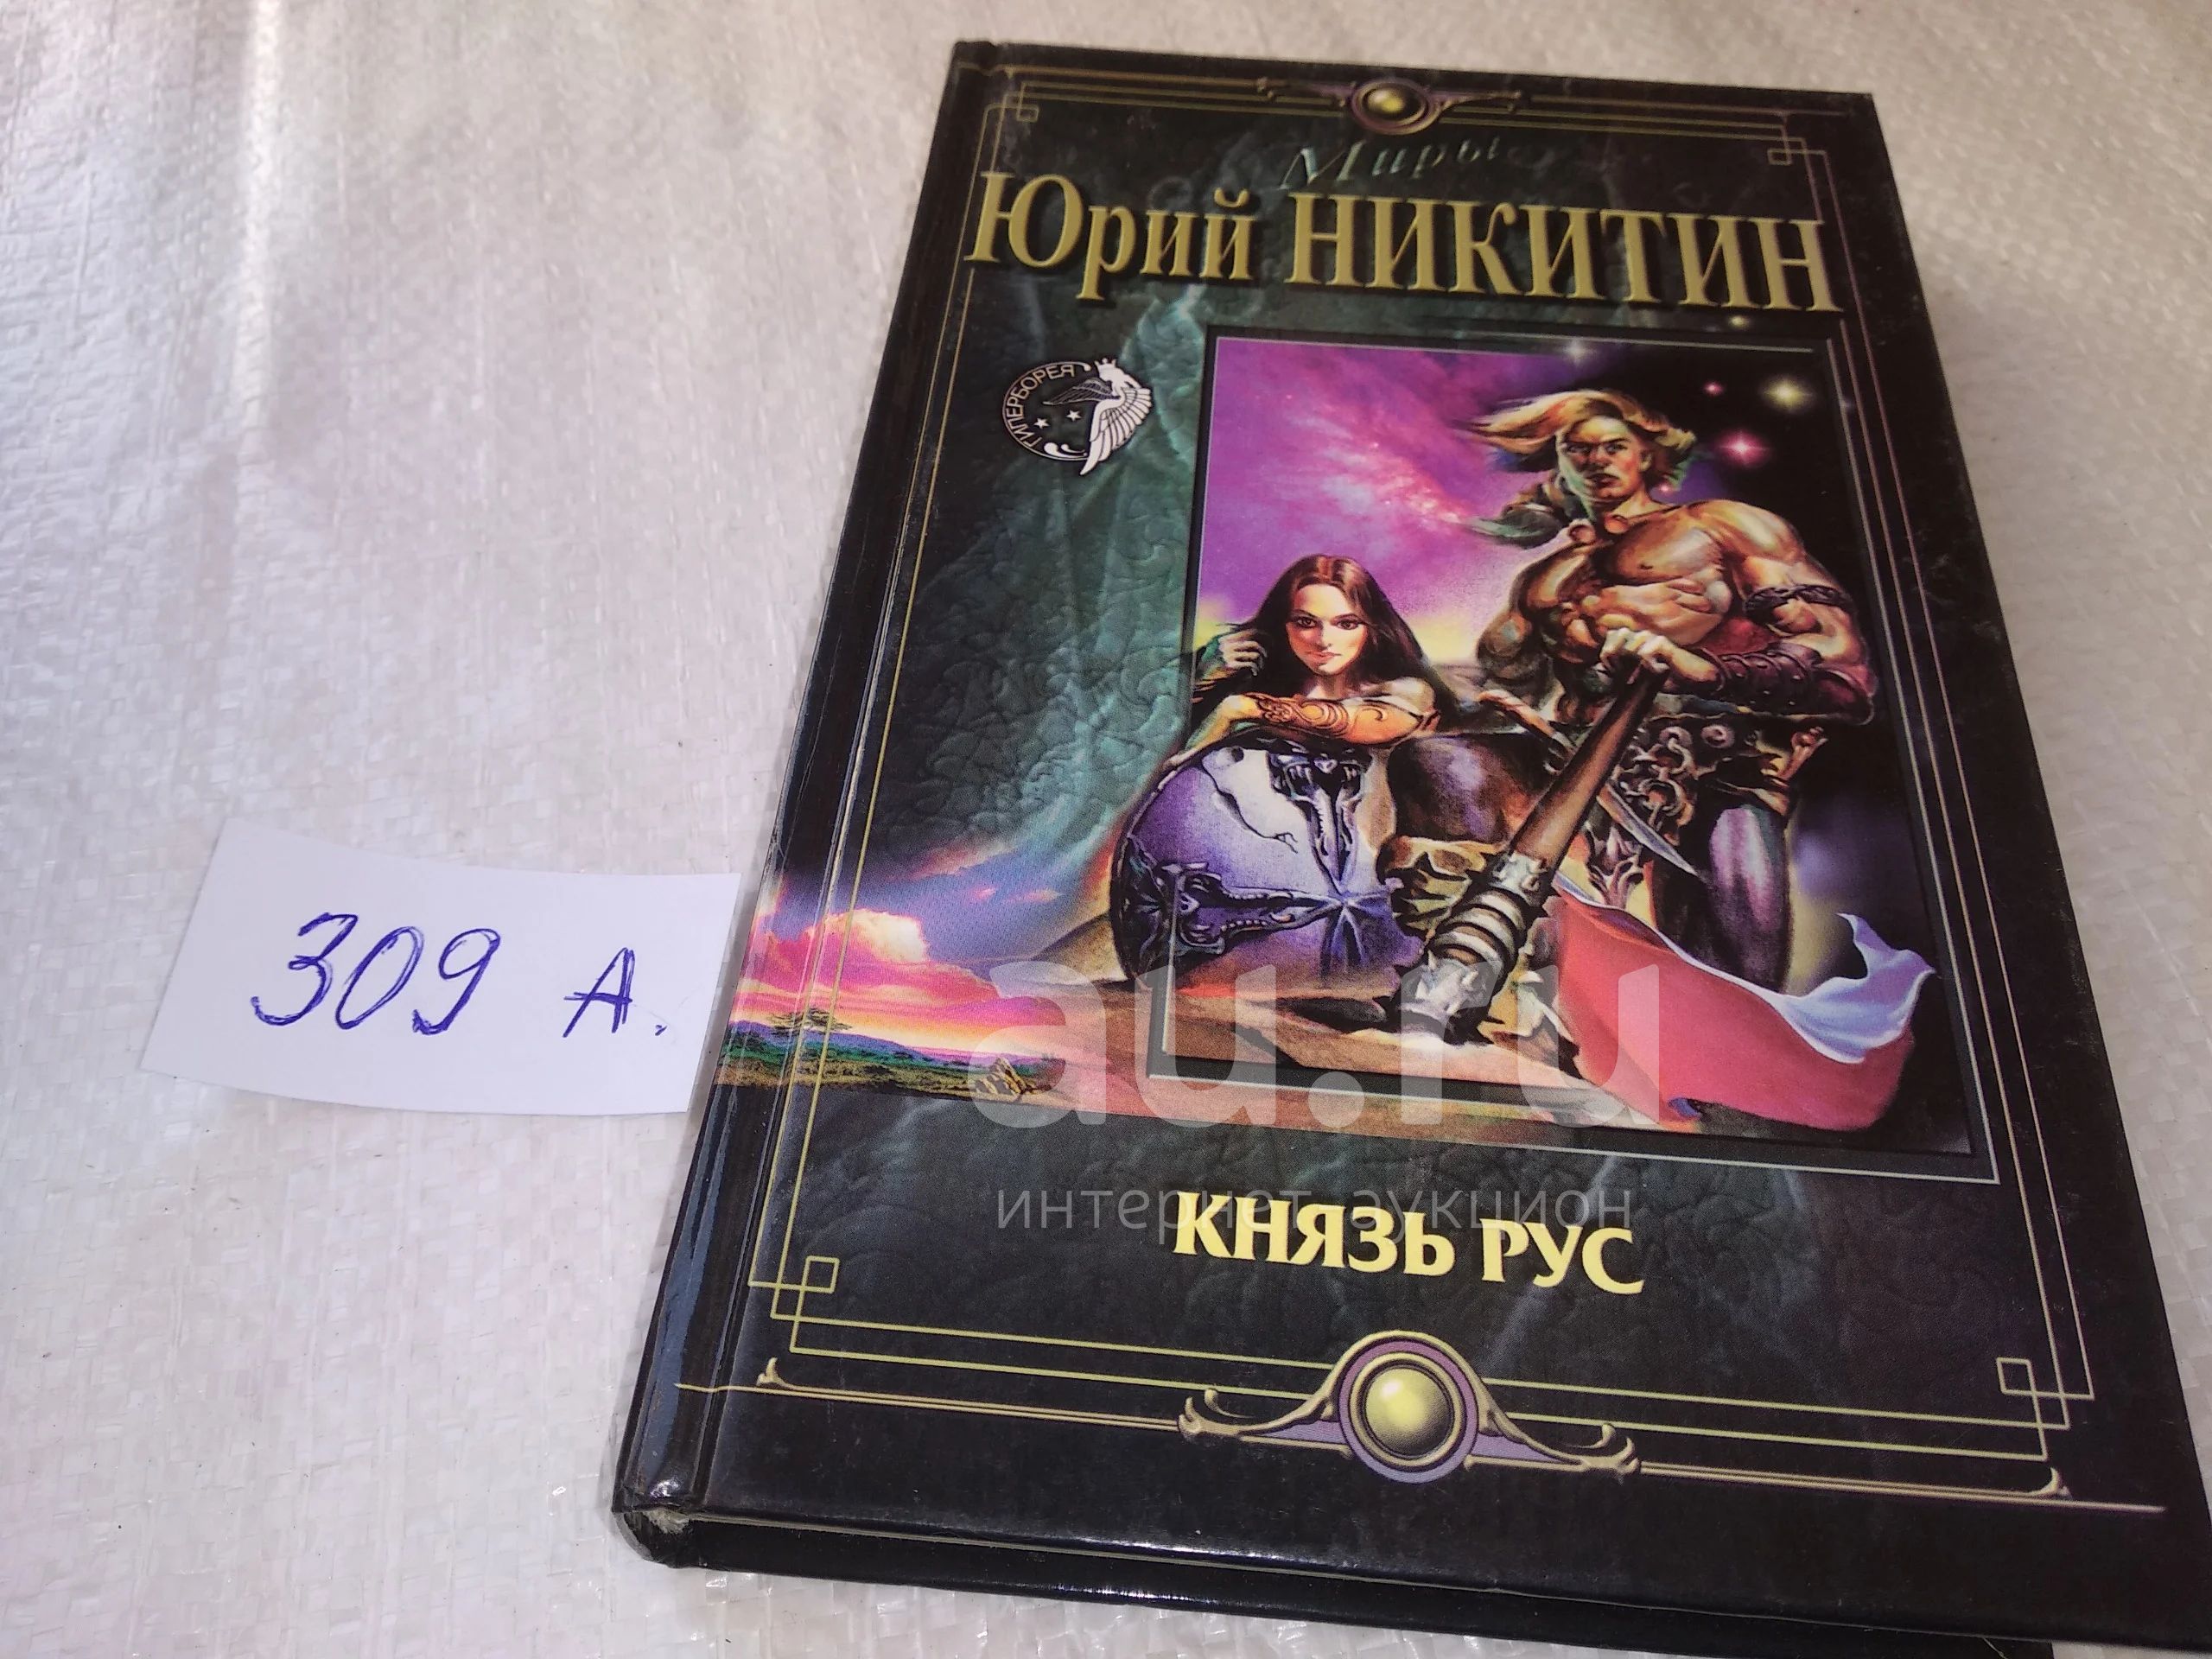 Миры
Юрий НИКИТИН
ГИПЕРБОРЕЯ
309 А.
au.ru
интернет-аукцион
КНЯЗЬ РУС